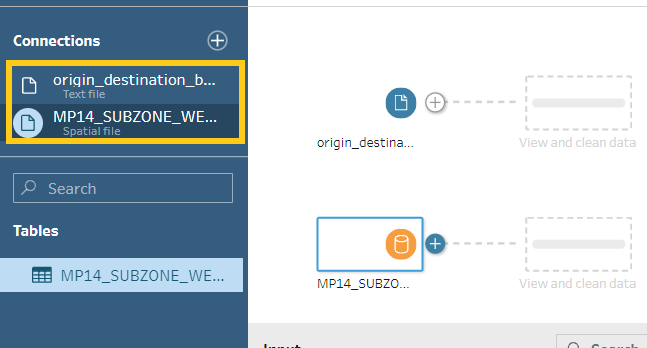 Connections
origin_destination_b...
Text file
MP14_SUBZONE_WE...
Spatial file
Search
Tables
MP14_SUBZONE_WE...
origin_destina...
View and clean data
MP14_SUBZO...
View and clean data
Input
Search